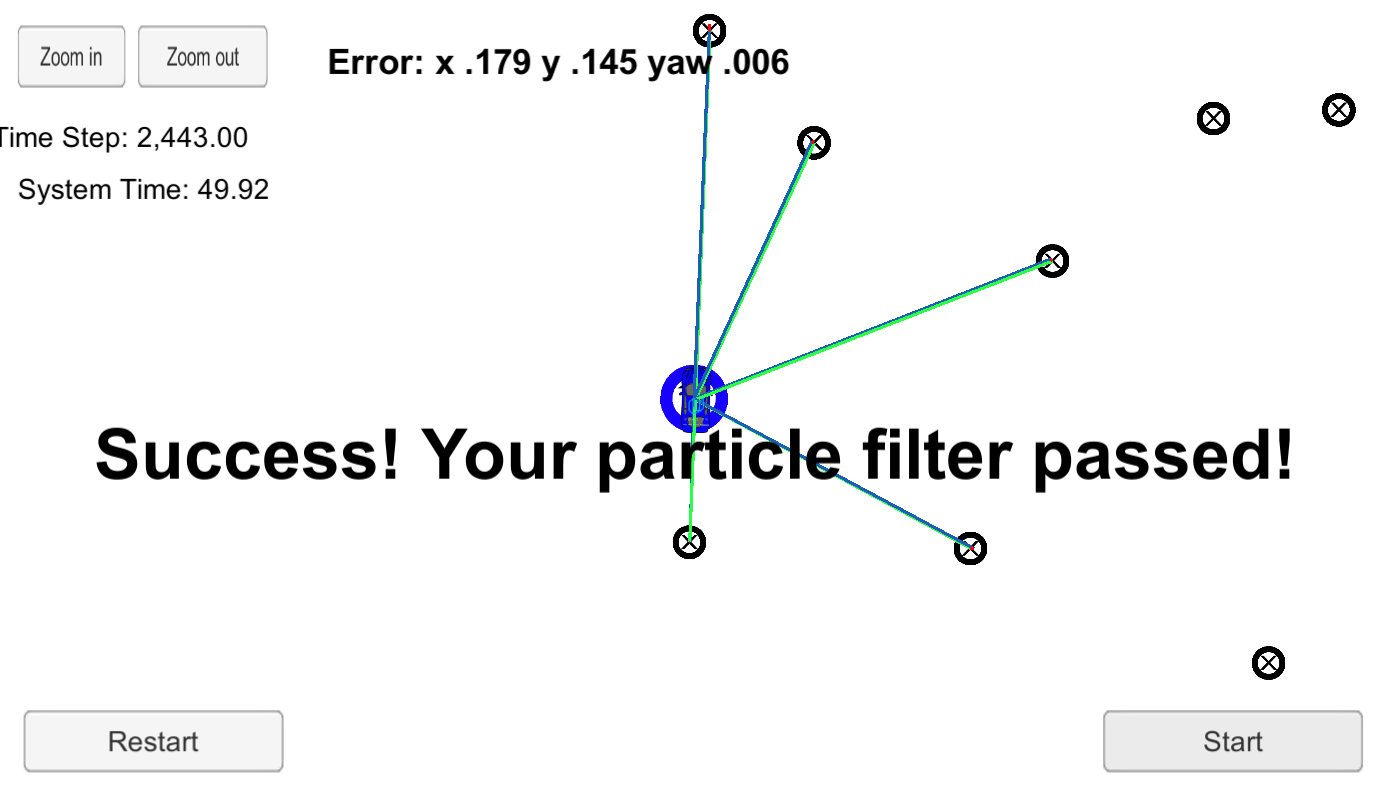 Zoom in
Zoom out
Error: x .179 y .145 yaw .006
Time Step: 2,443.00
System Time: 49.92
Success! Your particle filter passed!
Restart
Start